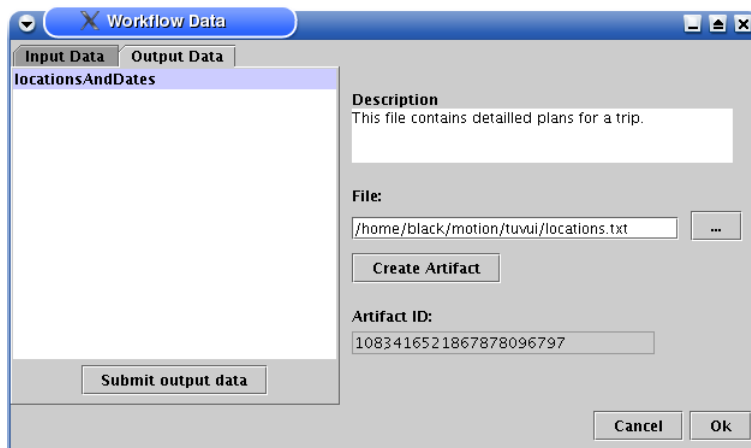 Workflow Data
Input Data
Output Data
locationsAndDates
Description
This file contains detailled plans for a trip.
File:
/home/black/motion/tuvui/locations.txt
...
Create Artifact
Artifact ID:
1083416521867878096797
Submit output data
Cancel
Ok